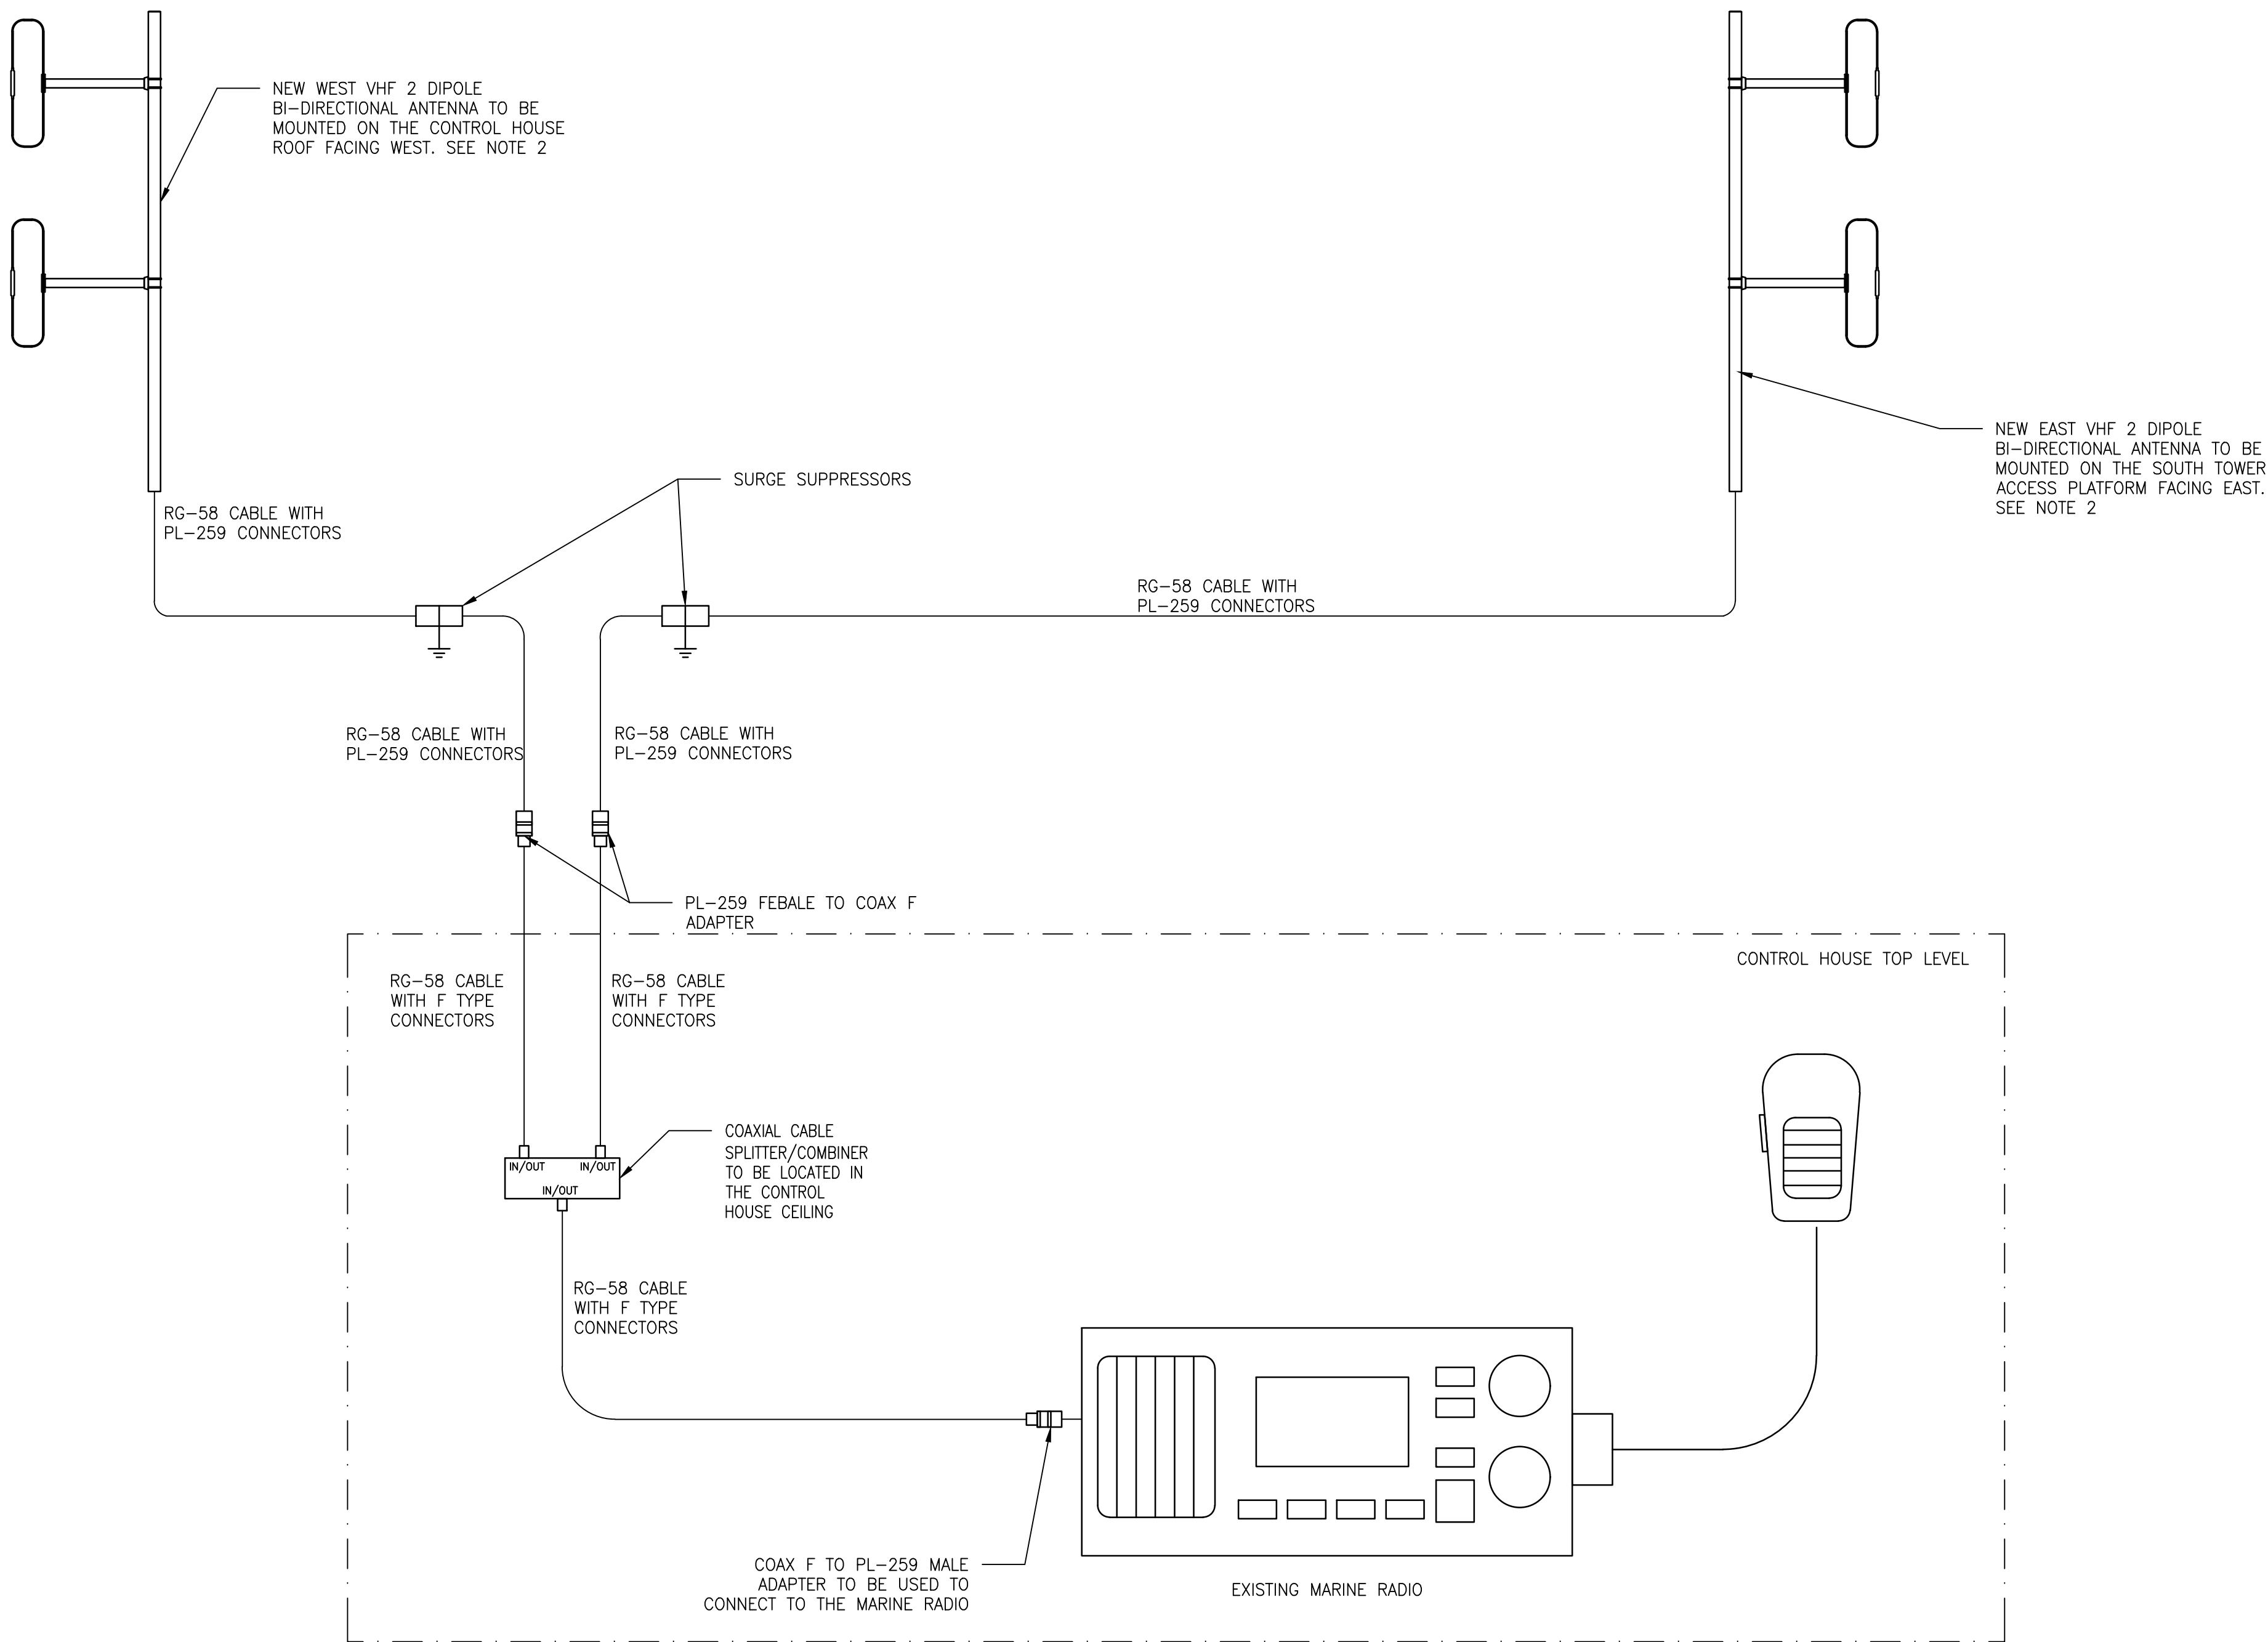 NEW WEST VHF 2 DIPOLE
BI-DIRECTIONAL ANTENNA TO BE
MOUNTED ON THE CONTROL HOUSE
ROOF FACING WEST. SEE NOTE 2
NEW EAST VHF 2 DIPOLE
BI-DIRECTIONAL ANTENNA TO BE
MOUNTED ON THE SOUTH TOWER
ACCESS PLATFORM FACING EAST.
SEE NOTE 2
SURGE SUPPRESSORS
RG-58 CABLE WITH
PL-259 CONNECTORS
RG-58 CABLE WITH
PL-259 CONNECTORS
RG-58 CABLE WITH
PL-259 CONNECTORS
RG-58 CABLE WITH
PL-259 CONNECTORS
PL-259 FEBALE TO COAX F
ADAPTER
CONTROL HOUSE TOP LEVEL
RG-58 CABLE
WITH F TYPE
CONNECTORS
RG-58 CABLE
WITH F TYPE
CONNECTORS
COAXIAL CABLE
SPLITTER/COMBINER
TO BE LOCATED IN
THE CONTROL
HOUSE CEILING
IN/OUT
IN/OUT
IN/OUT
RG-58 CABLE
WITH F TYPE
CONNECTORS
COAX F TO PL-259 MALE
ADAPTER TO BE USED TO
CONNECT TO THE MARINE RADIO
EXISTING MARINE RADIO